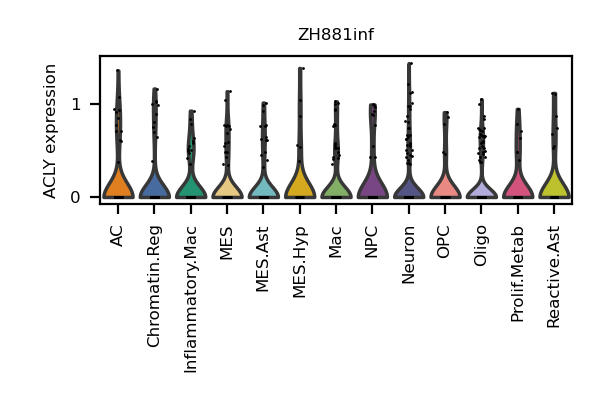 ZH881inf
ACLY expression
1
0
AC
Chromatin.Reg
Inflammatory.Mac
MES
MES.Ast
MES.Hyp
Mac
NPC
Neuron
OPC
Oligo
Prolif.Metab
Reactive.Ast